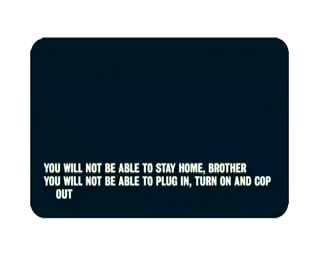 YOU WILL NOT BE ABLE TO STAY HOME, BROTHER
YOU WILL NOT BE ABLE TO PLUG IN, TURN ON AND COP
OUT